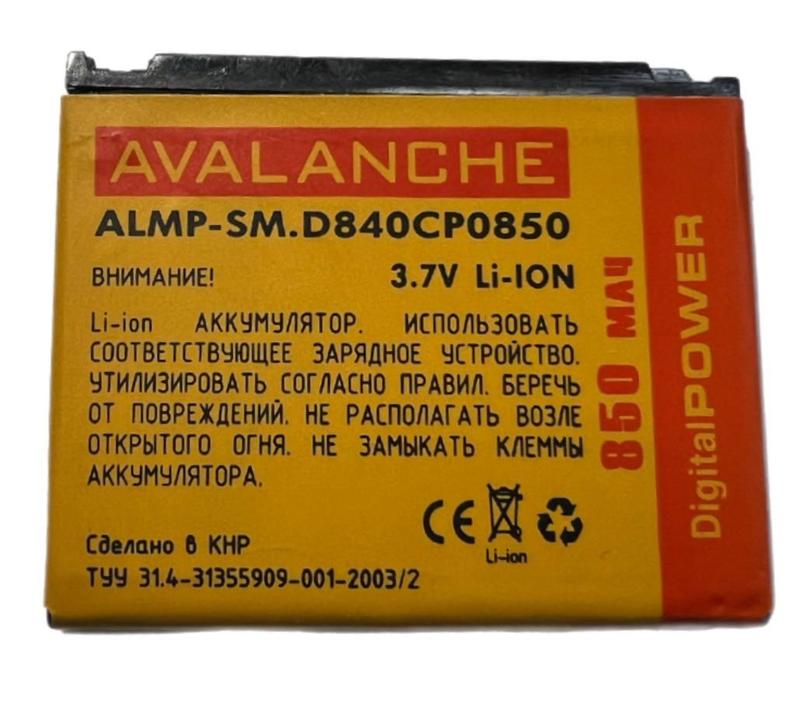 AVALANCHE
ALMP-SM.D840CP0850
ВНИМАНИЕ! 3.7V Li-ION
Li-ion АККУМУЛЯТОР. ИСПОЛЬЗОВАТЬ
СООТВЕТСТВУЮЩЕЕ ЗАРЯДНОЕ УСТРОЙСТВО.
УТИЛИЗИРОВАТЬ СОГЛАСНО ПРАВИЛ. БЕРЕЧЬ
ОТ ПОВРЕЖДЕНИЙ. НЕ РАСПОЛАГАТЬ ВОЗЛЕ
ОТКРЫТОГО ОГНЯ. НЕ ЗАМЫКАТЬ КЛЕММЫ
АККУМУЛЯТОРА.
CE
Li-ion
Сделано в КНР
ТУУ 31.4-31355909-001-2003/2
850 мАч
DigitalPOWER